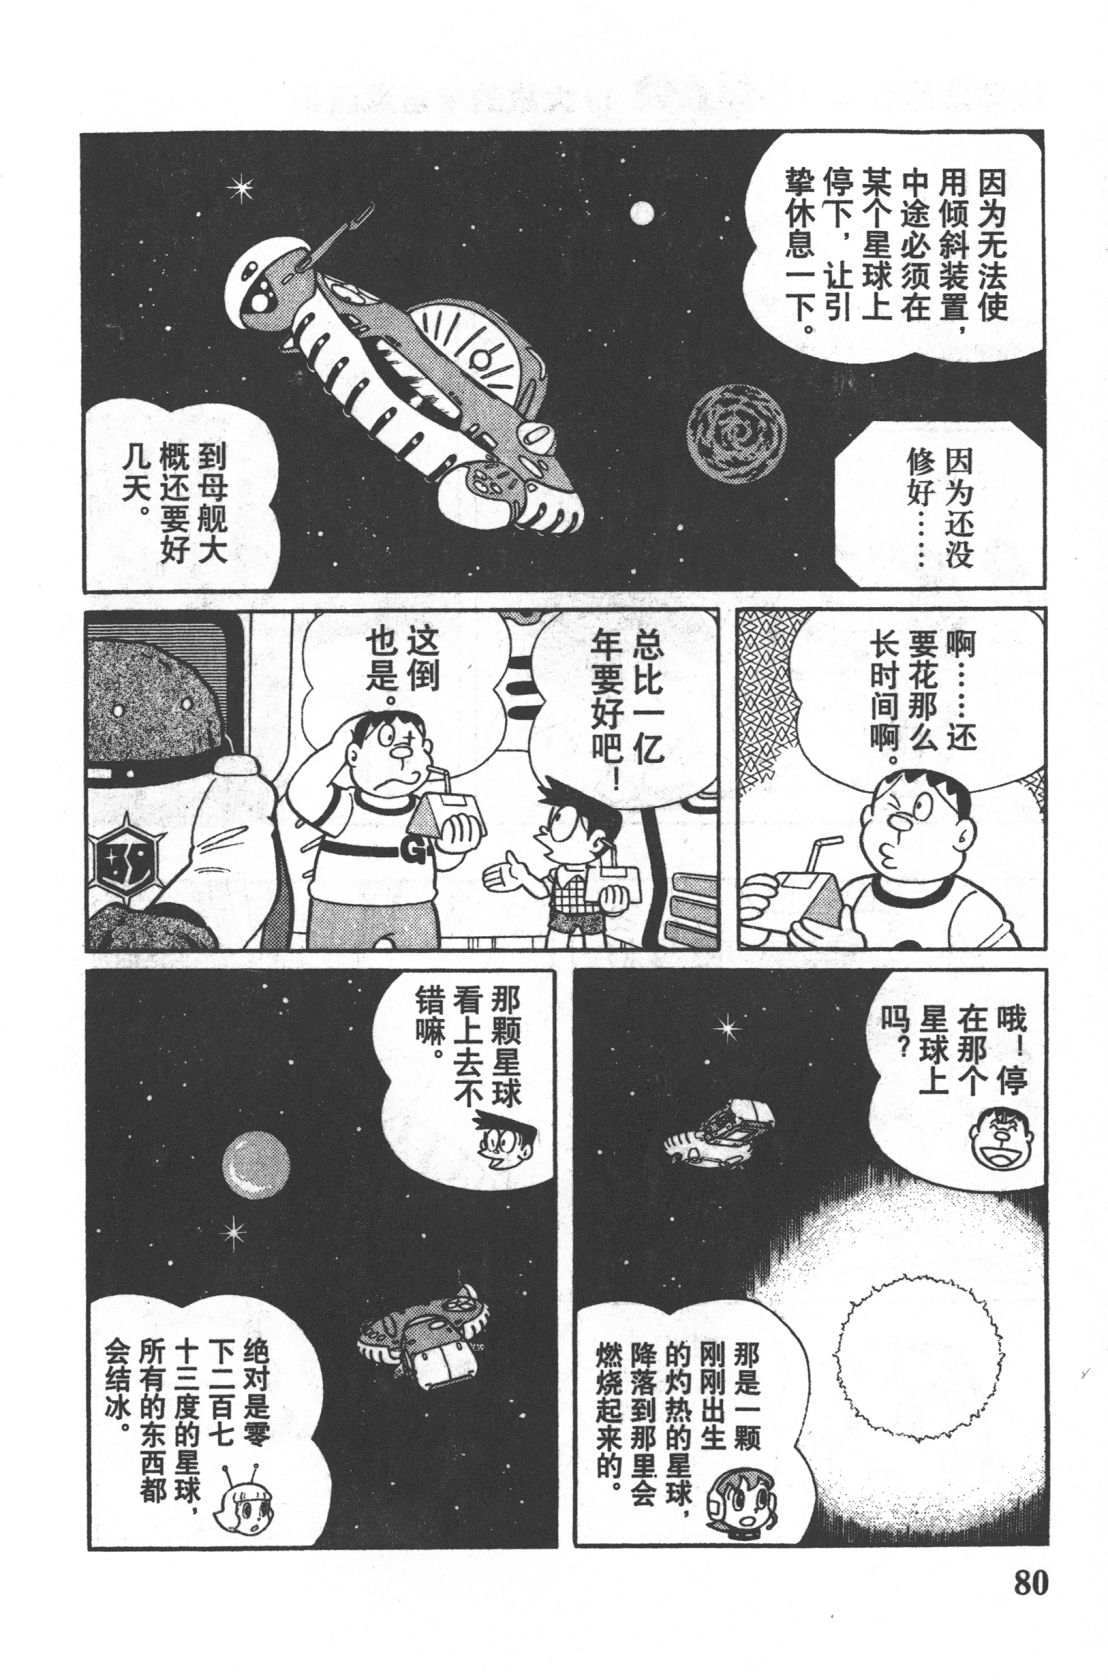 因为无法使
用倾斜装置，
中途必须在
某个星球上
停下，让引
挚休息一下。
因为还没
修好……
到母舰大
概还要好
几天。
啊……还
要花那么
长时间啊。
总比一亿
年要好吧！
这倒
也是。
G
哦！停
在那个
星球上
吗？
那是一颗
刚刚出生
的灼热的星球，
降落到那里会
燃烧起来的。
那颗星球
看上去不
错嘛。
绝对是零
下二百七
十三度的星球，
所有的东西都
会结冰。
80